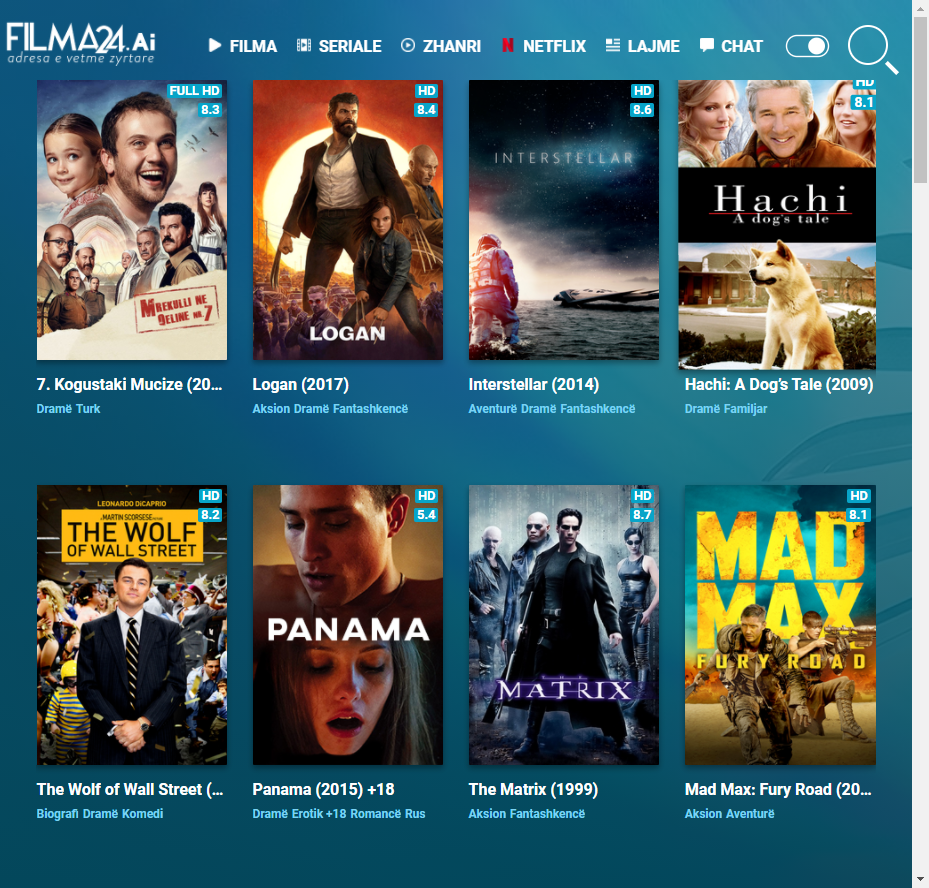 FILMA24.Ai
adresa e vetme zyrtare
FILMA SERIALE ZHANRI NETFLIX LAJME CHAT
FULL HD
8.3
MREKULLI NE
QELINE NR.7
7. Kogustaki Mucize (20...
Dramë Turk
HD
8.4
LOGAN
Logan (2017)
Aksion Dramë Fantashkencë
HD
8.6
INTERSTELLAR
Interstellar (2014)
Aventurë Dramë Fantashkencë
HD
8.1
Hachi
A dog's tale
Hachi: A Dog's Tale (2009)
Dramë Familjar
HD
8.2
LEONARDO DiCAPRIO
A MARTIN SCORSESE PICTURE
THE WOLF
OF WALL STREET
The Wolf of Wall Street (...
Biografi Dramë Komedi
HD
5.4
PANAMA
Panama (2015) +18
Dramë Erotik +18 Romancë Rus
HD
8.7
THE
MATRIX
The Matrix (1999)
Aksion Fantashkencë
HD
8.1
MAD
MAX
FURY ROAD
Mad Max: Fury Road (20...
Aksion Aventurë